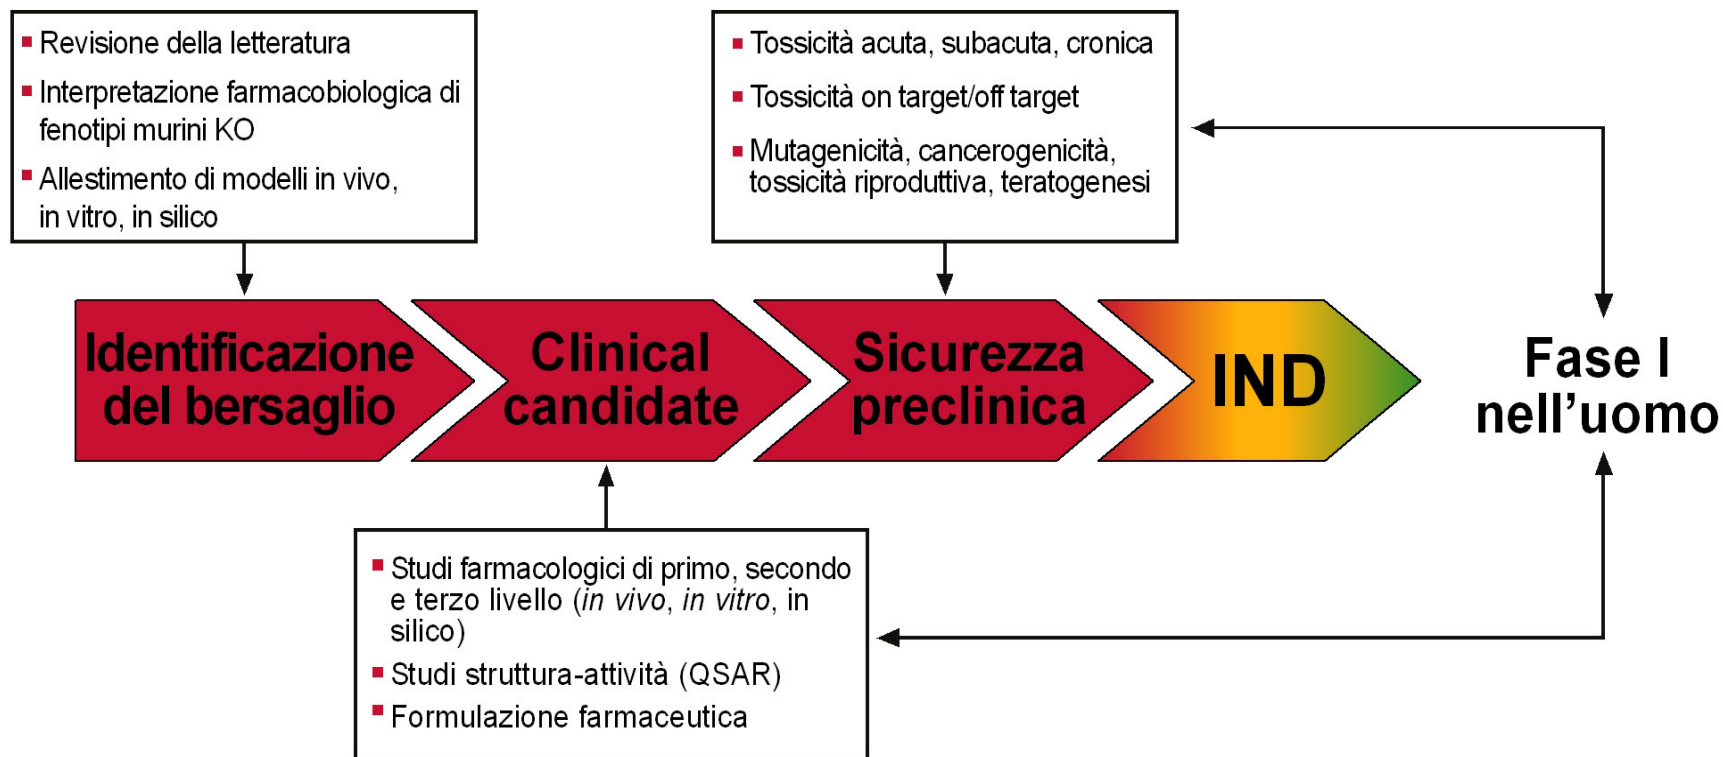 Revisione della letteratura
Interpretazione farmacobiologica di
fenotipi murini KO
Allestimento di modelli in vivo,
in vitro, in silico
Tossicità acuta, subacuta, cronica
Tossicità on target/off target
Mutagenicità, cancerogenicità,
tossicità riproduttiva, teratogenesi
Identificazione
del bersaglio
Clinical
candidate
Sicurezza
preclinica
IND
Fase I
nell’uomo
Studi farmacologici di primo, secondo
e terzo livello (in vivo, in vitro, in
silico)
Studi struttura-attività (QSAR)
Formulazione farmaceutica